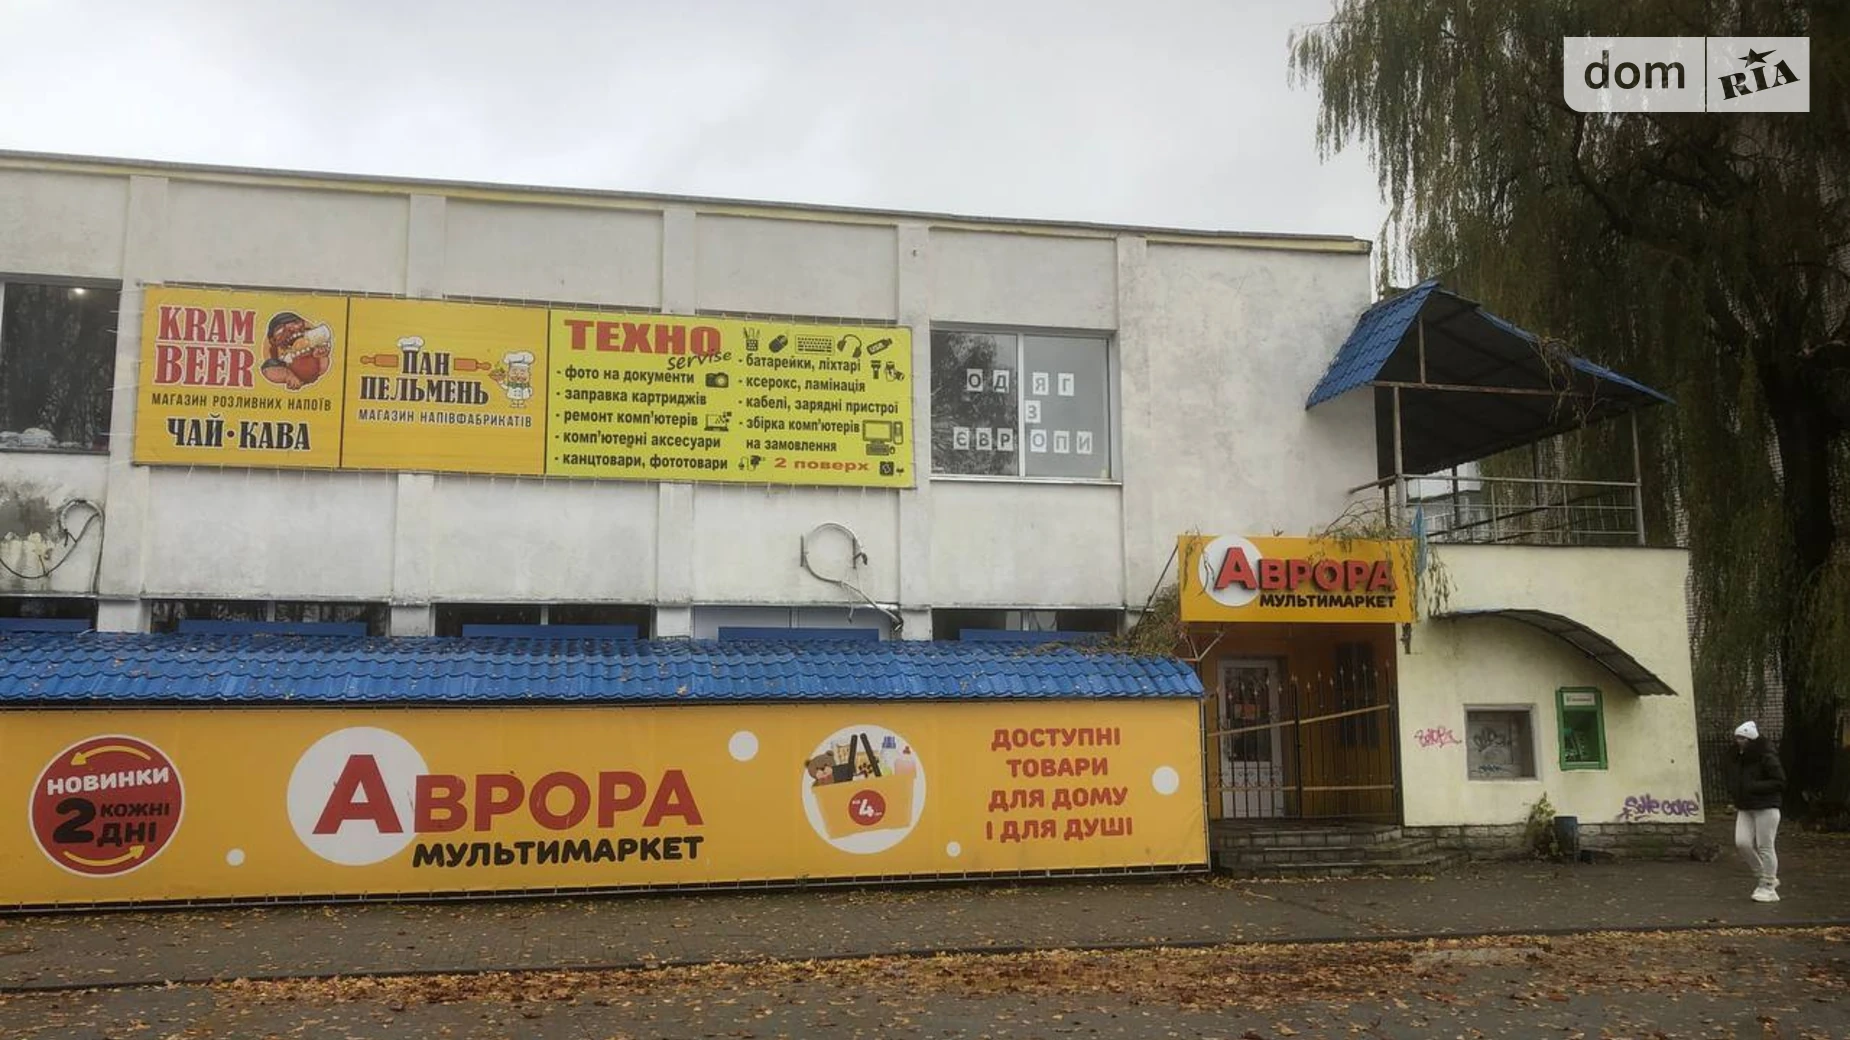 dom RIA
KRAM
BEER
МАГАЗИН РОЗЛИВНИХ НАПОЇВ
ЧАЙ·КАВА
ПАН
ПЕЛЬМЕНЬ
МАГАЗИН НАПІВФАБРИКАТІВ
ТЕХНО
servise
- фото на документи
- заправка картриджів
- ремонт комп'ютерів
- комп'ютерні аксесуари
- канцтовари, фототовари
- батарейки, ліхтарі
- ксерокс, ламінація
- кабелі, зарядні пристрої
- збірка комп'ютерів
на замовлення
2 поверх
ОДЯГ
З
ЄВРОПИ
АВРОРА
МУЛЬТИМАРКЕТ
НОВИНКИ
2 КОЖНІ
ДНІ
АВРОРА
МУЛЬТИМАРКЕТ
4
ДОСТУПНІ
ТОВАРИ
ДЛЯ ДОМУ
І ДЛЯ ДУШІ